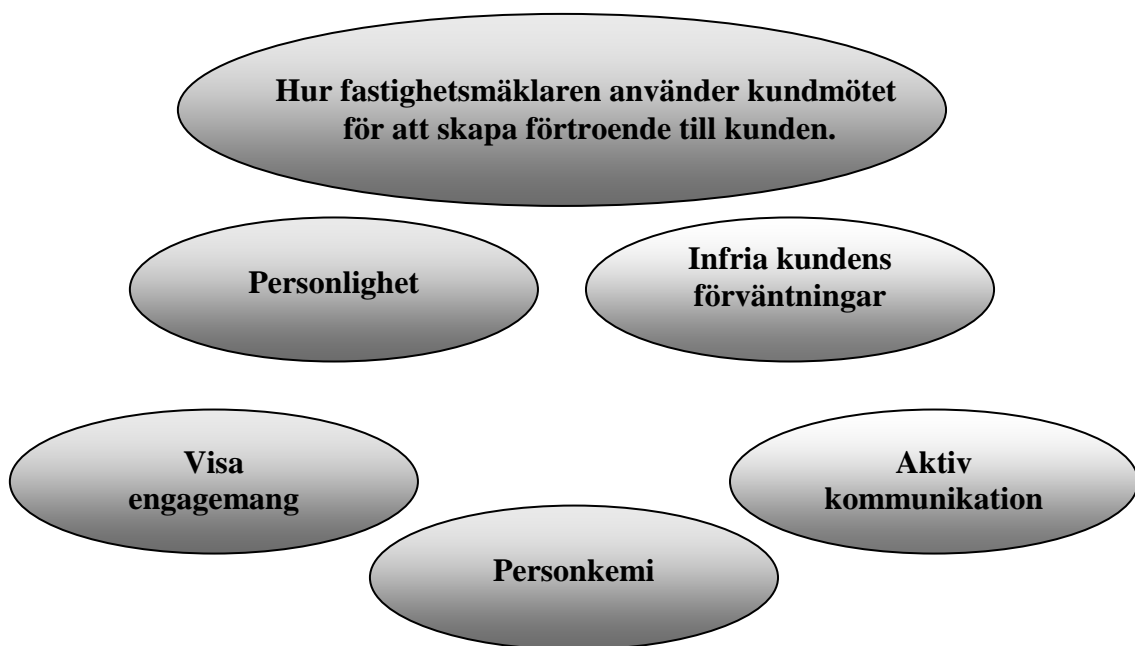 Hur fastighetsmäklaren använder kundmötet
för att skapa förtroende till kunden.
Personlighet
Infria kundens
förväntningar
Visa
engagemang
Aktiv
kommunikation
Personkemi